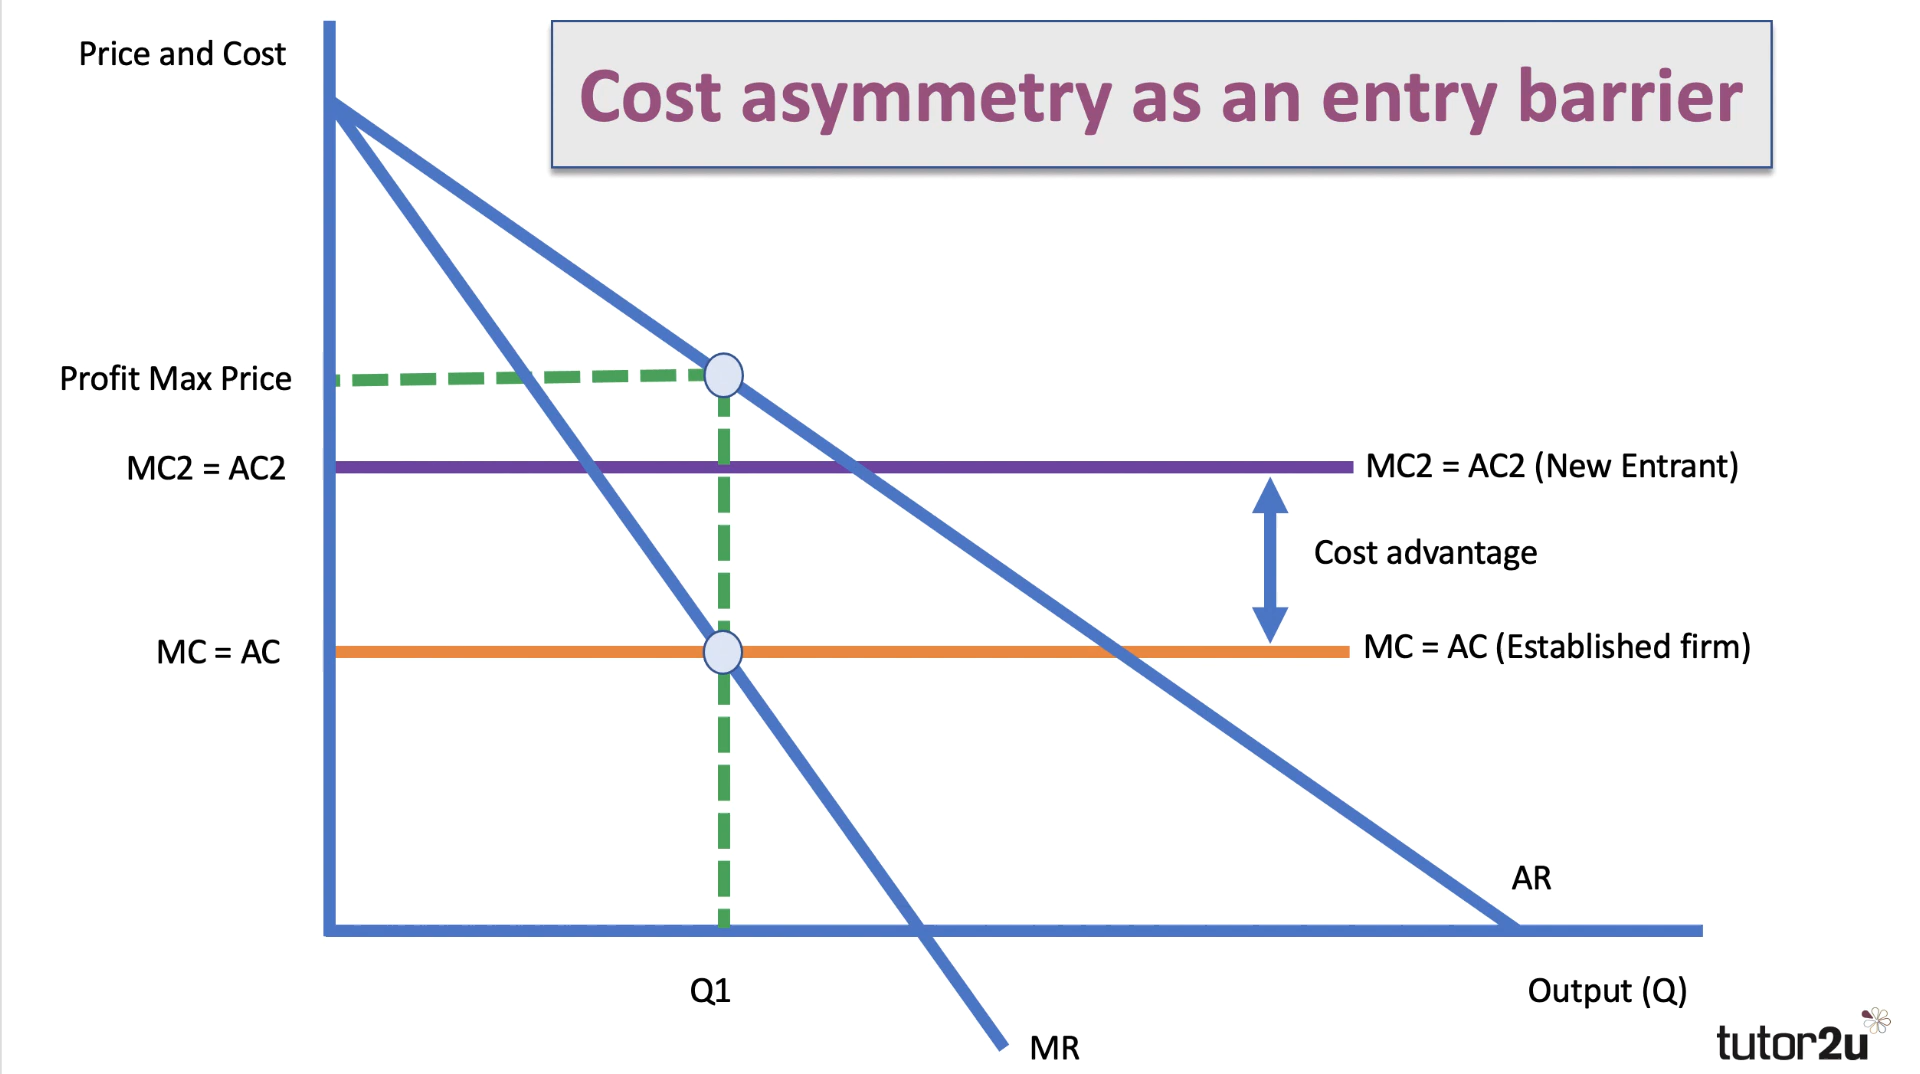 Price and Cost
Cost asymmetry as an entry barrier
Profit Max Price
MC2 = AC2
MC2 = AC2 (New Entrant)
Cost advantage
MC = AC
MC = AC (Established firm)
AR
Q1
Output (Q)
MR
tutor2u